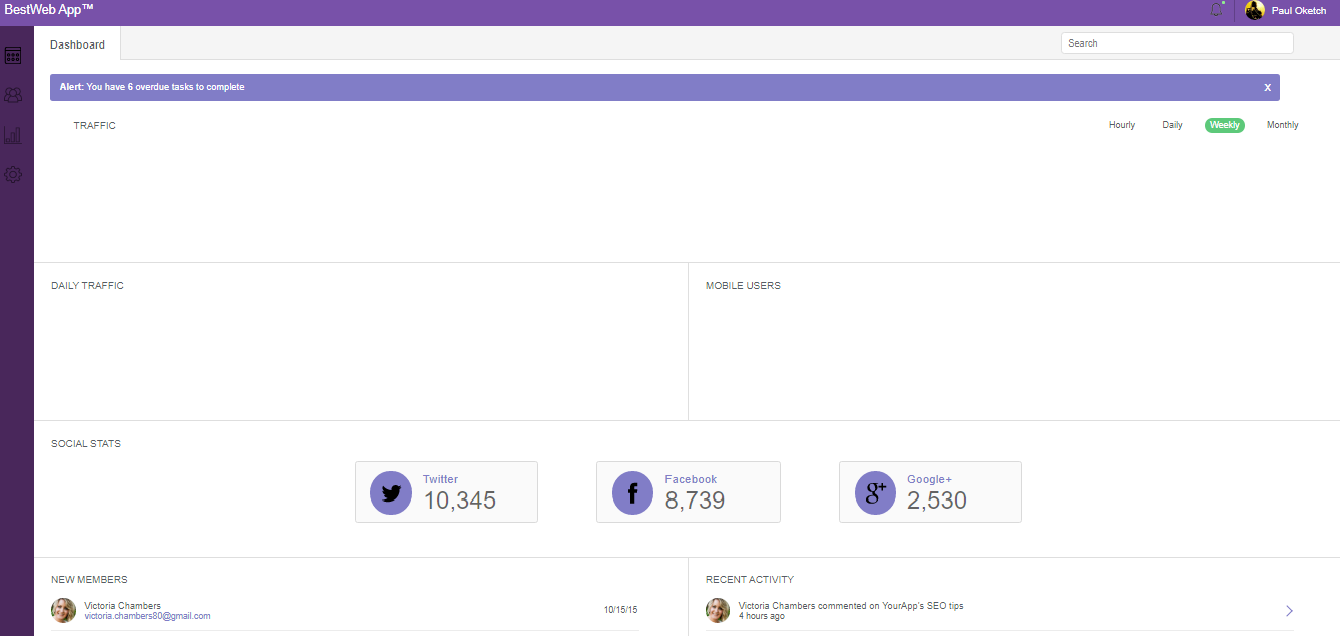 BestWeb App™
Paul Oketch
Dashboard
Search
Alert: You have 6 overdue tasks to complete
X
TRAFFIC
Hourly
Daily
Weekly
Monthly
DAILY TRAFFIC
MOBILE USERS
SOCIAL STATS
Twitter
10,345
Facebook
8,739
Google+
2,530
NEW MEMBERS
Victoria Chambers
victoria.chambers80@gmail.com
10/15/15
RECENT ACTIVITY
Victoria Chambers commented on YourApp's SEO tips
4 hours ago